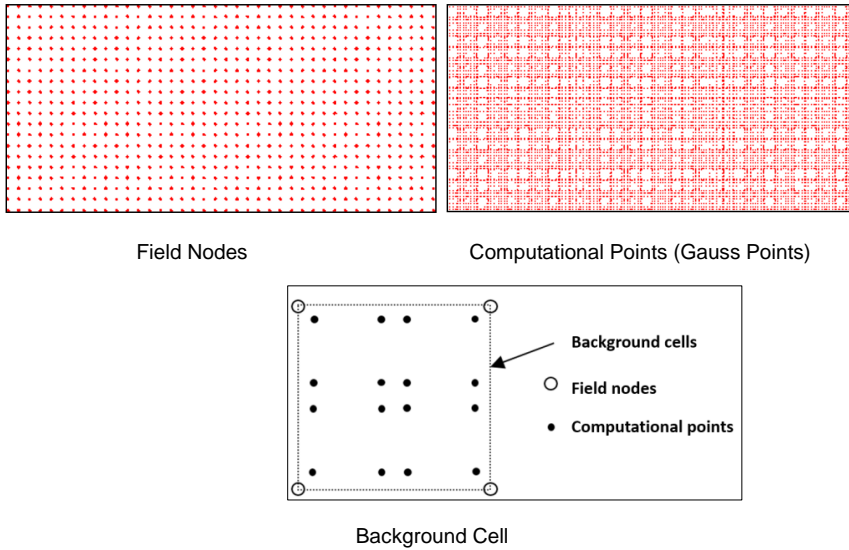 Field Nodes
Computational Points (Gauss Points)
Background cells
Field nodes
Computational points
Background Cell